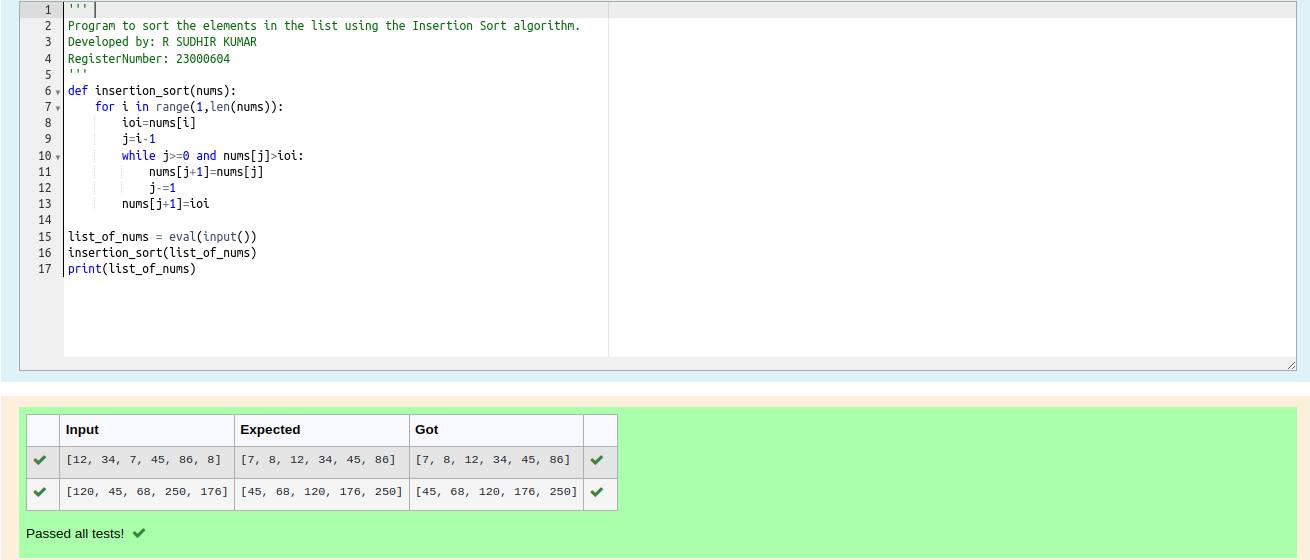 1 '''
2 Program to sort the elements in the list using the Insertion Sort algorithm.
3 Developed by: R SUDHIR KUMAR
4 RegisterNumber: 23000604
5 '''
6 def insertion_sort(nums):
7     for i in range(1,len(nums)):
8         ioi=nums[i]
9         j=i-1
10         while j>=0 and nums[j]>ioi:
11             nums[j+1]=nums[j]
12             j-=1
13         nums[j+1]=ioi
14
15 list_of_nums = eval(input())
16 insertion_sort(list_of_nums)
17 print(list_of_nums)
Input Expected Got
[12, 34, 7, 45, 86, 8] [7, 8, 12, 34, 45, 86] [7, 8, 12, 34, 45, 86]
[120, 45, 68, 250, 176] [45, 68, 120, 176, 250] [45, 68, 120, 176, 250]
Passed all tests!